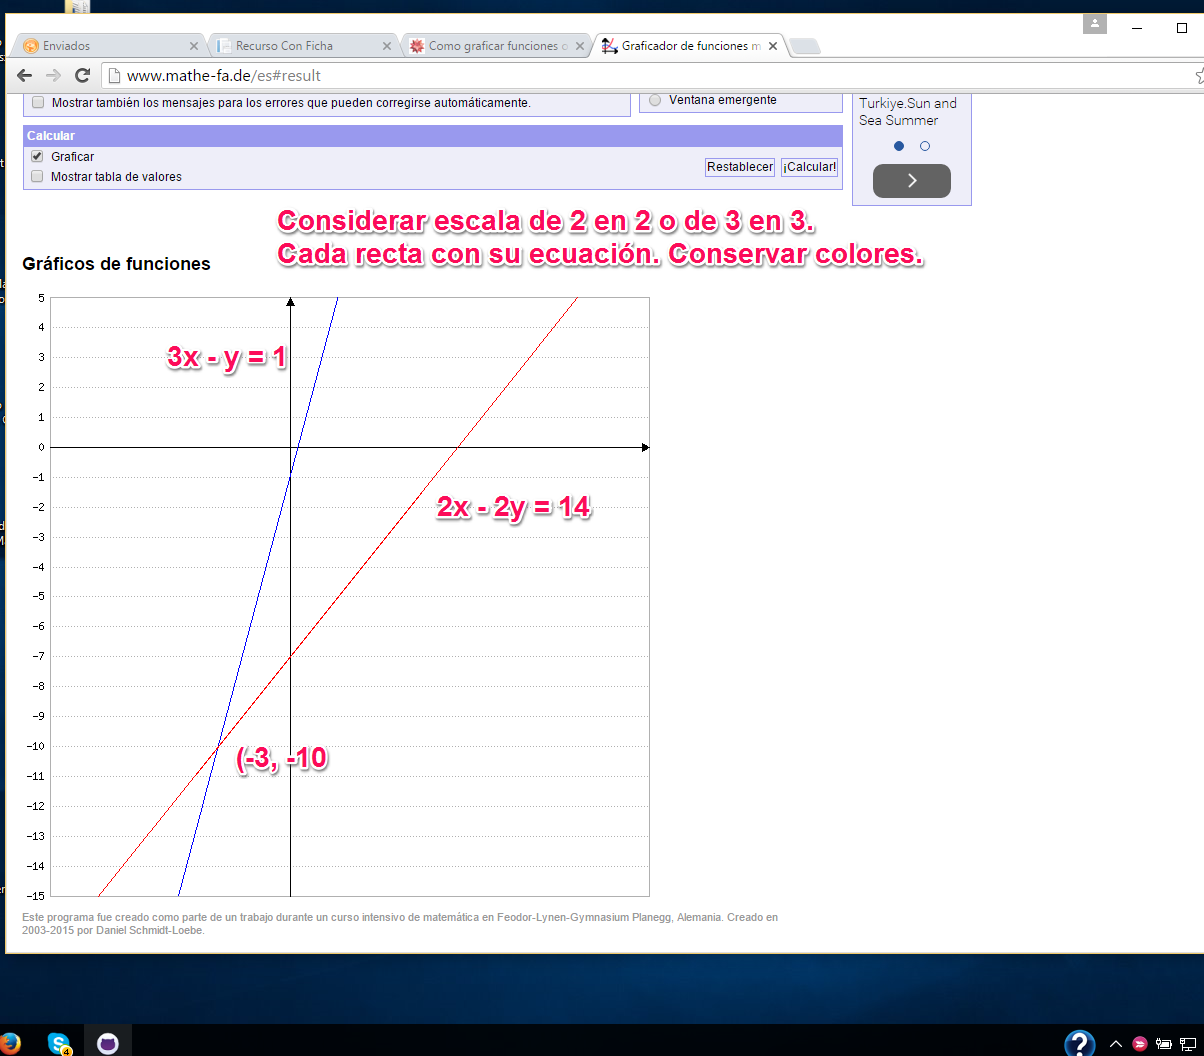 Enviados
Recurso Con Ficha
Como graficar funciones o
Graficador de funciones m
www.mathe-fa.de/es#result
Mostrar también los mensajes para los errores que pueden corregirse automáticamente.
Ventana emergente
Turkiye.Sun and
Sea Summer
Calcular
Graficar
Mostrar tabla de valores
Restablecer
¡Calcular!
Considerar escala de 2 en 2 o de 3 en 3.
Cada recta con su ecuación. Conservar colores.
Gráficos de funciones
5
4
3
2
1
0
-1
-2
-3
-4
-5
-6
-7
-8
-9
-10
-11
-12
-13
-14
-15
3x - y = 1
2x - 2y = 14
(-3, -10
Este programa fue creado como parte de un trabajo durante un curso intensivo de matemática en Feodor-Lynen-Gymnasium Planegg, Alemania. Creado en
2003-2015 por Daniel Schmidt-Loebe.
4